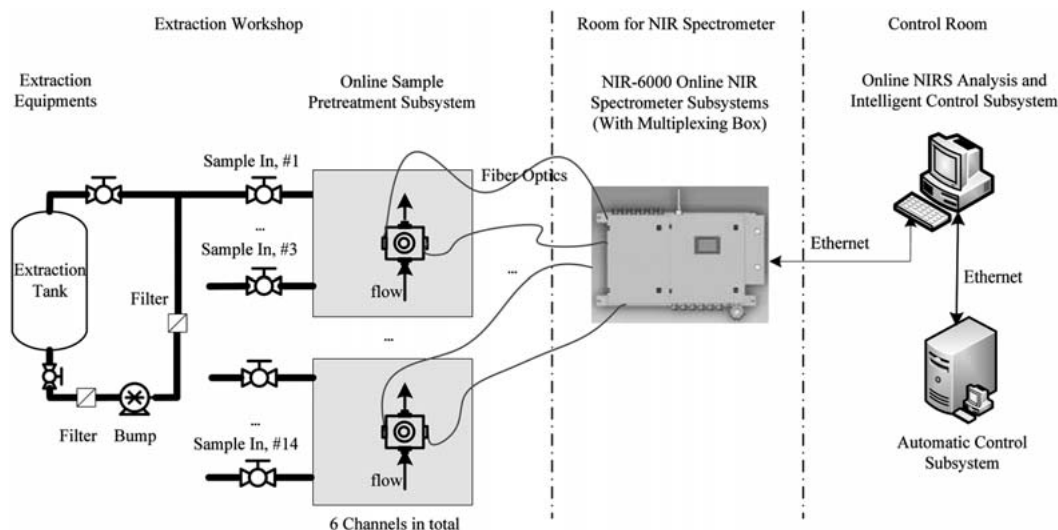 Extraction Workshop
Room for NIR Spectrometer
Control Room
Extraction
Equipments
Online Sample
Pretreatment Subsystem
NIR-6000 Online NIR
Spectrometer Subsystems
(With Multiplexing Box)
Online NIRS Analysis and
Intelligent Control Subsystem
Sample In, #1
...
Sample In, #3
Extraction
Tank
Filter
Filter
Bump
flow
Fiber Optics
...
...
...
Sample In, #14
flow
6 Channels in total
Ethernet
Ethernet
Automatic Control
Subsystem